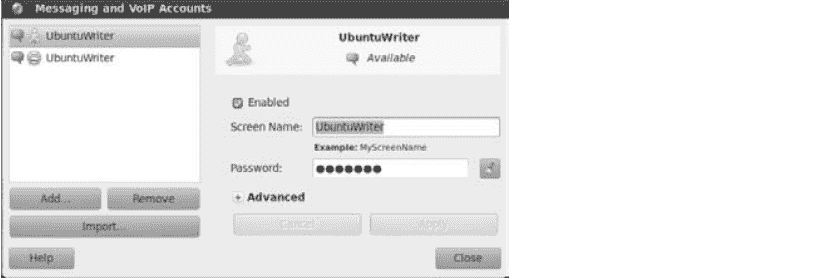 Messaging and VoIP Accounts
UbuntuWriter
UbuntuWriter
Add...
Remove
Import...
Help
UbuntuWriter
Available
Enabled
Screen Name: UbuntuWriter
Example: MyScreenName
Password: ●●●●●●●
Advanced
Cancel
Apply
Close